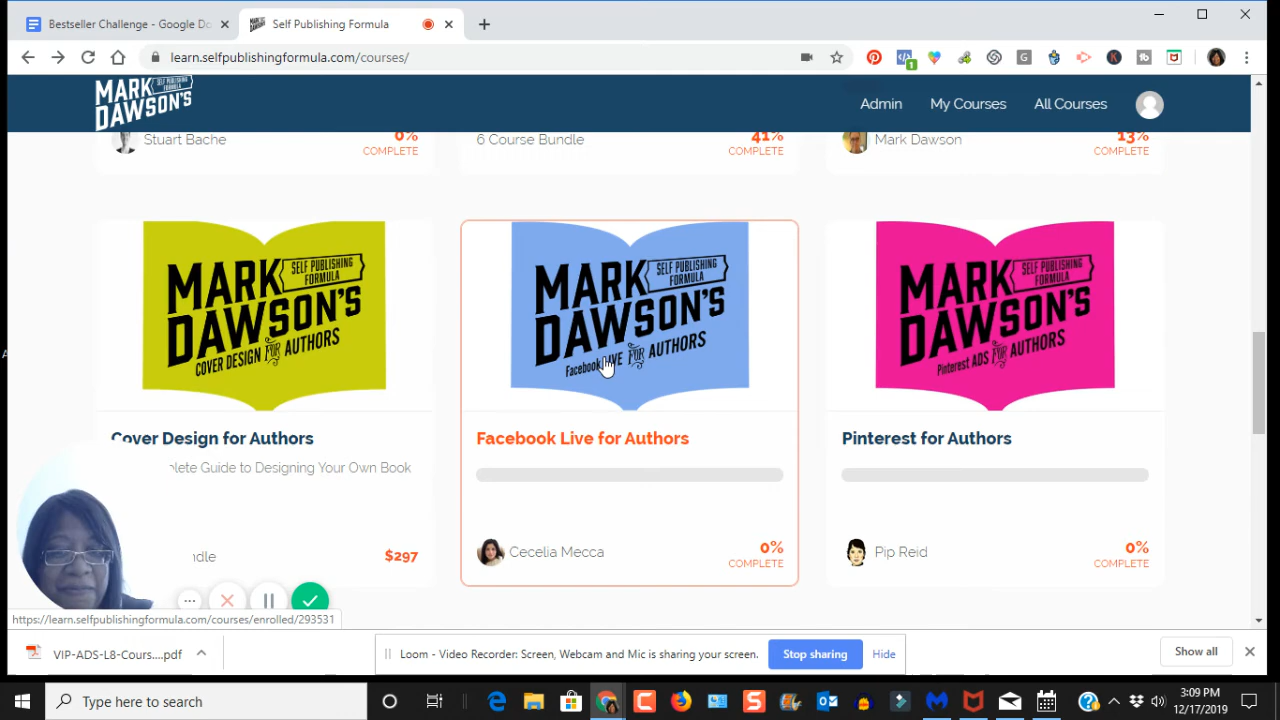 Bestseller Challenge - Google Do
Self Publishing Formula
learn.selfpublishingformula.com/courses/
1
MARK
SELF PUBLISHING FORMULA
DAWSON'S
Admin
My Courses
All Courses
Stuart Bache
0%
COMPLETE
6 Course Bundle
41%
COMPLETE
Mark Dawson
13%
COMPLETE
MARK
SELF PUBLISHING
FORMULA
DAWSON'S
COVER DESIGN FOR AUTHORS
MARK
SELF PUBLISHING
FORMULA
DAWSON'S
Facebook LIVE FOR AUTHORS
MARK
SELF PUBLISHING
FORMULA
DAWSON'S
Pinterest ADS FOR AUTHORS
Cover Design for Authors
lete Guide to Designing Your Own Book
ndle
$297
Facebook Live for Authors
Cecelia Mecca
0%
COMPLETE
Pinterest for Authors
Pip Reid
0%
COMPLETE
https://learn.selfpublishingformula.com/courses/enrolled/293531
VIP-ADS-L8-Cours....pdf
Loom - Video Recorder: Screen, Webcam and Mic is sharing your screen.
Stop sharing
Hide
Show all
Type here to search
3:09 PM
12/17/2019